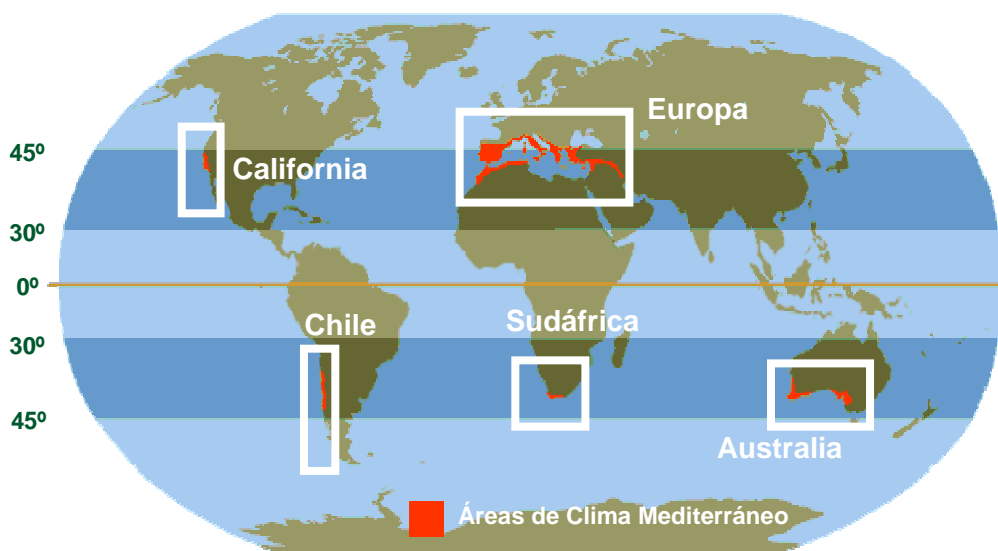 Europa
45º
California
30º
0º
Chile
Sudáfrica
30º
45º
Australia
Áreas de Clima Mediterráneo